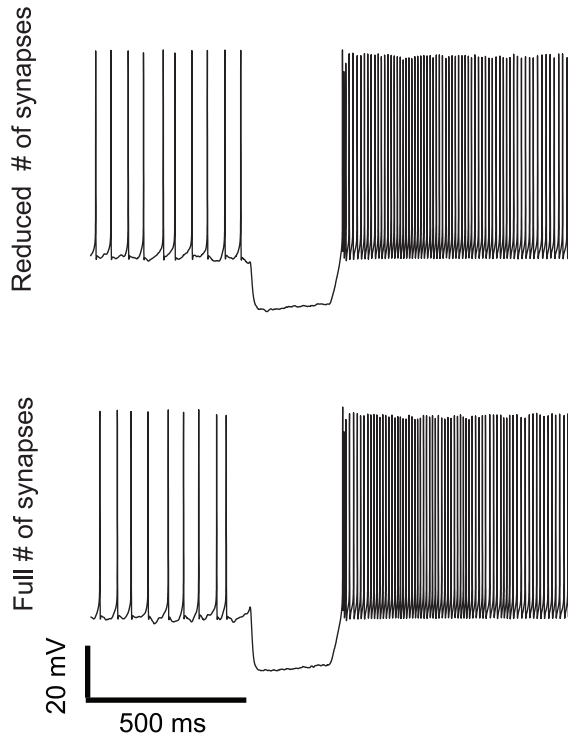 Reduced # of synapses
Full # of synapses
20 mV
500 ms